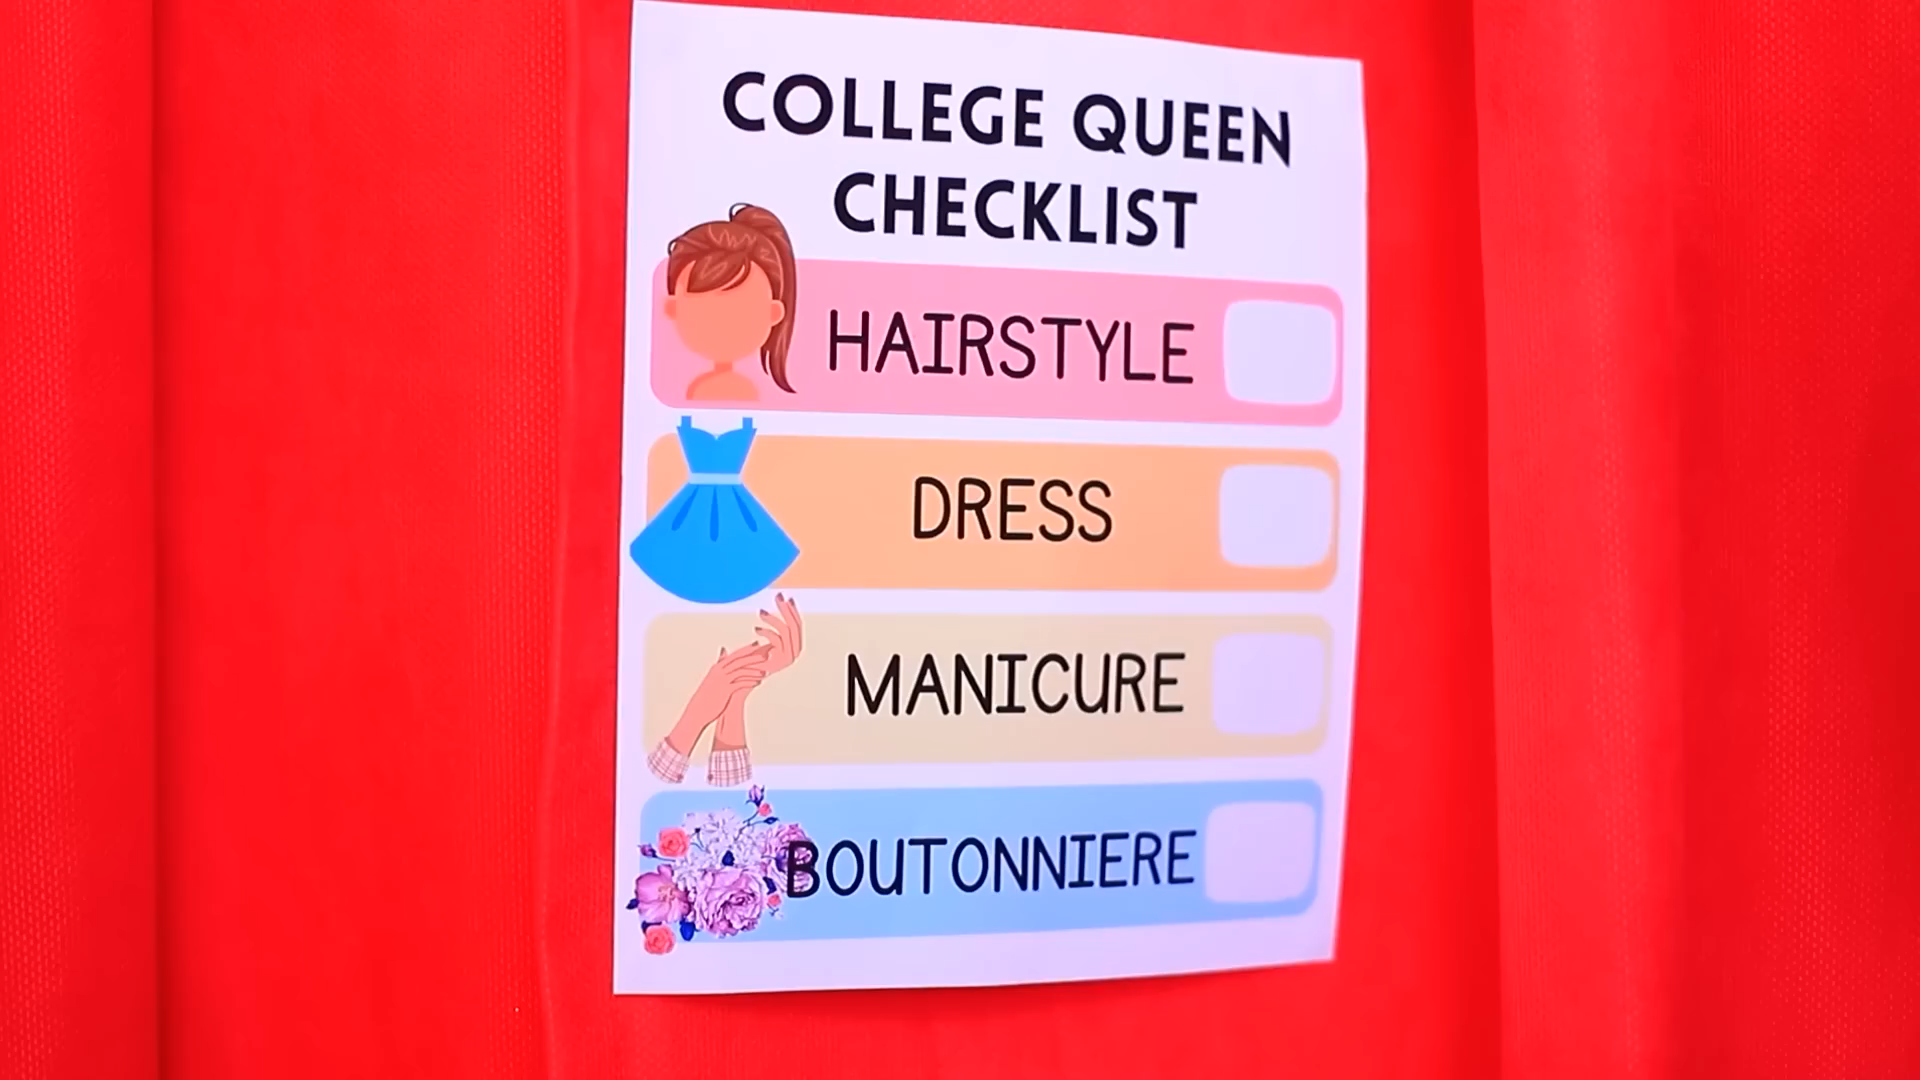 COLLEGE QUEEN
CHECKLIST
HAIRSTYLE
DRESS
MANICURE
BOUTONNIERE